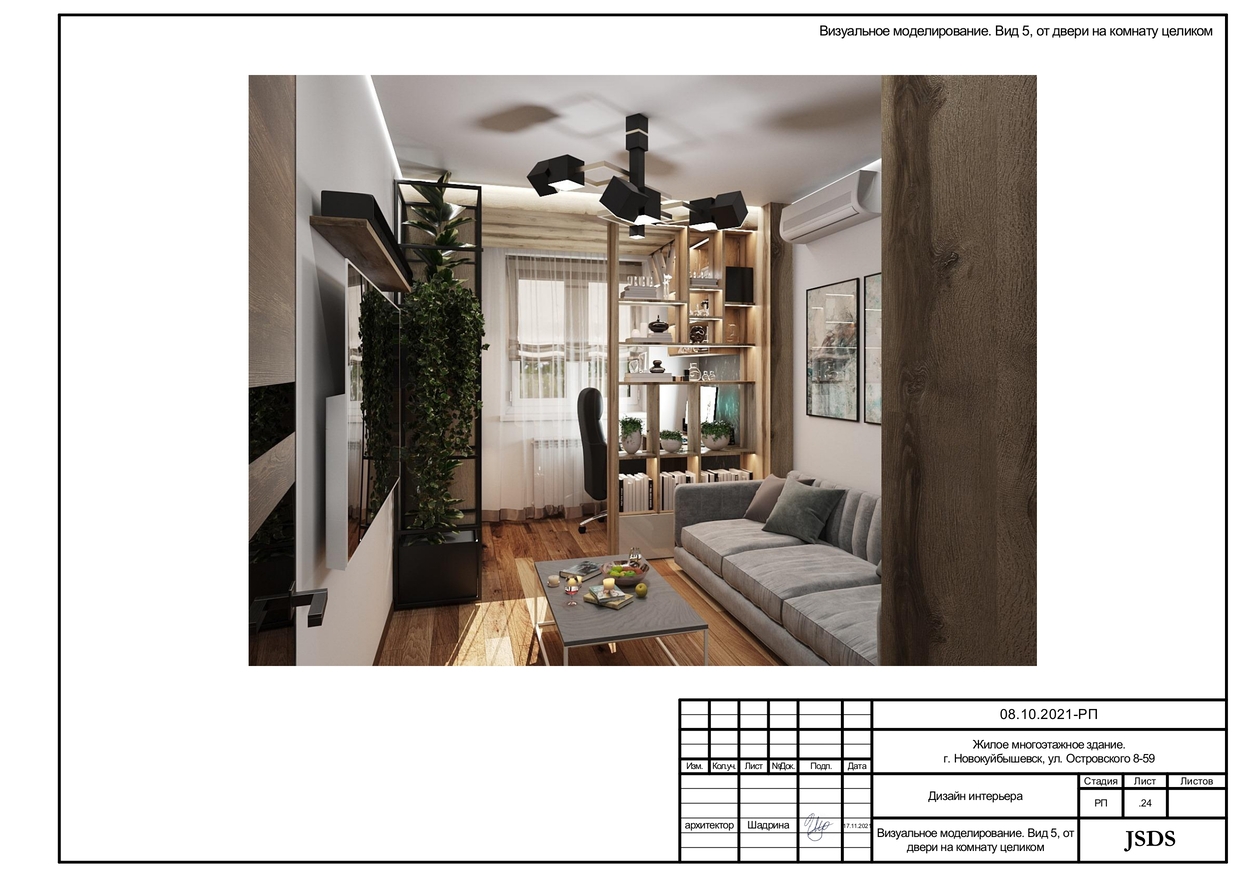 Визуальное моделирование. Вид 5, от двери на комнату целиком
08.10.2021-РП
Жилое многоэтажное здание.
г. Новокуйбышевск, ул. Островского 8-59
Изм. Кол.уч. Лист №Док. Подп. Дата
Стадия Лист Листов
Дизайн интерьера
РП .24
архитектор Шадрина 17.11.2021
Визуальное моделирование. Вид 5, от
двери на комнату целиком
JSDS